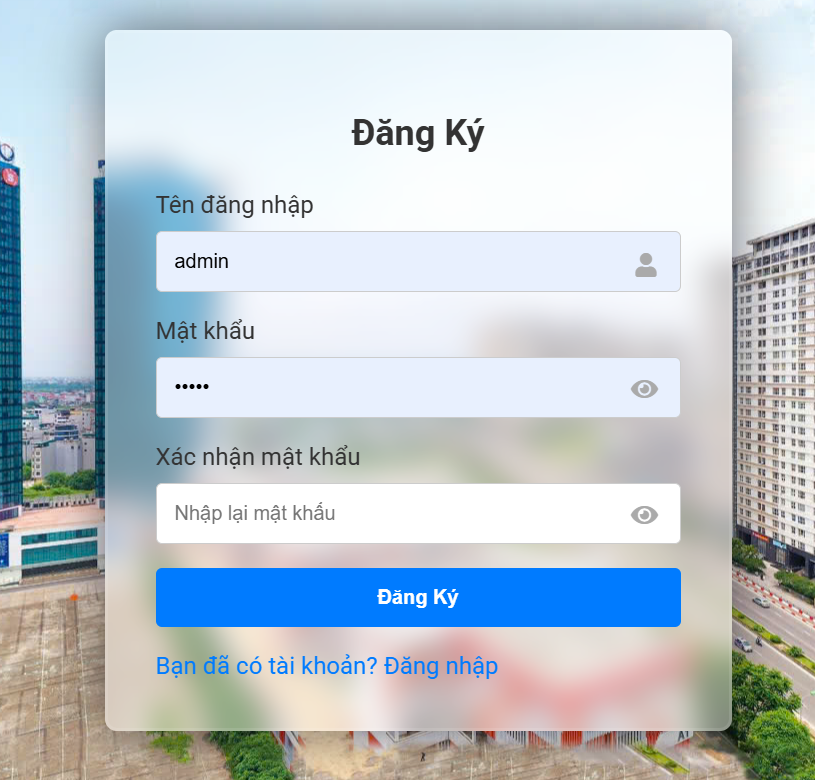 Đăng Ký
Tên đăng nhập
admin
Mật khẩu
•••••
Xác nhận mật khẩu
Nhập lại mật khẩu
Đăng Ký
Bạn đã có tài khoản? Đăng nhập